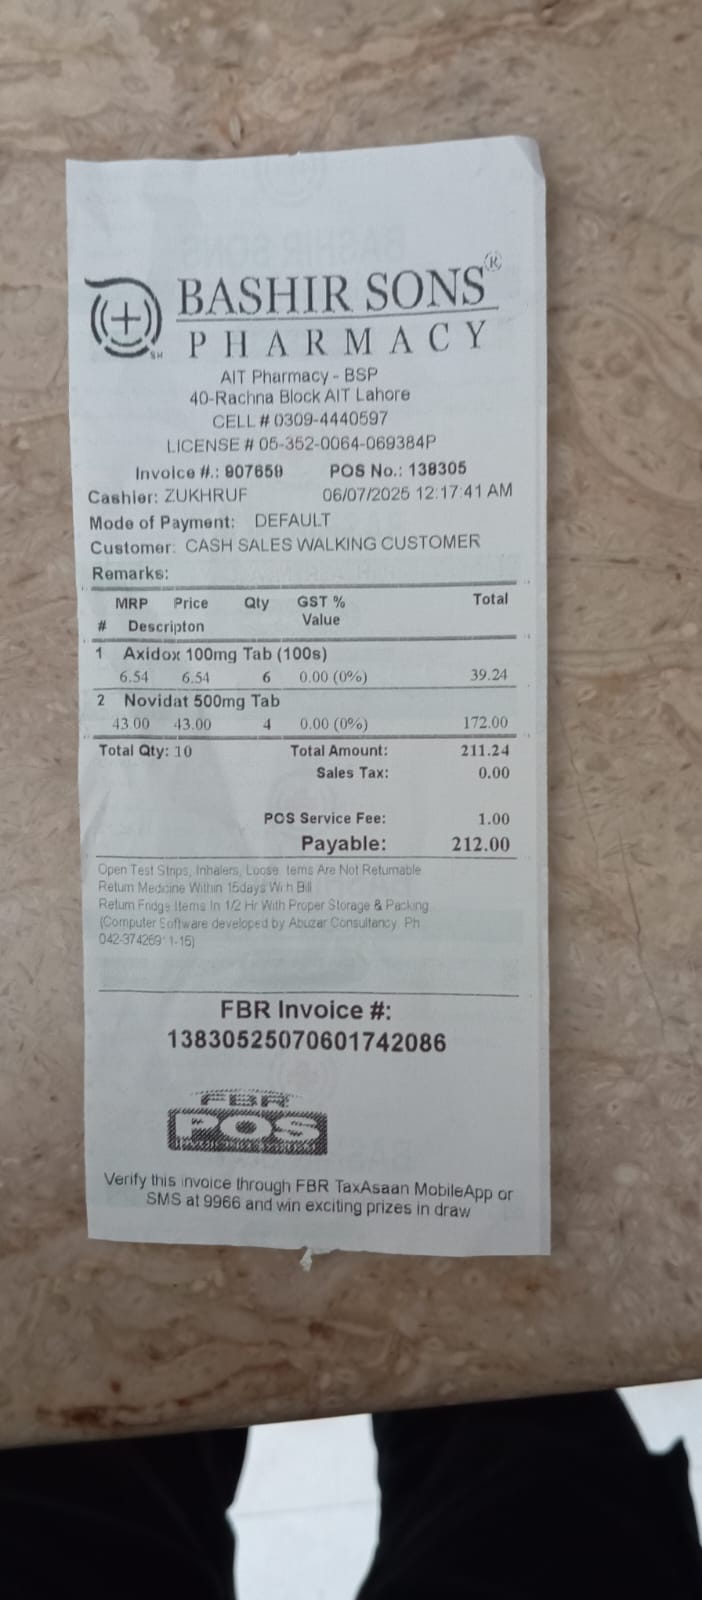 BASHIR SONS®
PHARMACY
AIT Pharmacy - BSP
40-Rachna Block AIT Lahore
CELL # 0309-4440597
LICENSE # 05-352-0064-069384P
Invoice #.: 907659 POS No.: 138305
Cashier: ZUKHRUF 06/07/2025 12:17:41 AM
Mode of Payment: DEFAULT
Customer: CASH SALES WALKING CUSTOMER
Remarks:
MRP Price Qty GST % Total
Value
# Descripton
1 Axidox 100mg Tab (100s)
6.54 6.54 6 0.00 (0%) 39.24
2 Novidat 500mg Tab
43.00 43.00 4 0.00 (0%) 172.00
Total Qty: 10 Total Amount: 211.24
Sales Tax: 0.00
POS Service Fee: 1.00
Payable: 212.00
Open Test Strips, Inhalers, Loose Items Are Not Returnable
Return Medicine Within 15days With Bill
Return Fridge Items In 1/2 Hr With Proper Storage & Packing
(Computer Software developed by Abuzar Consultancy Ph
FBR Invoice #:
13830525070601742086
FBR
POS
Verify this invoice through FBR TaxAsaan MobileApp or
SMS at 9966 and win exciting prizes in draw